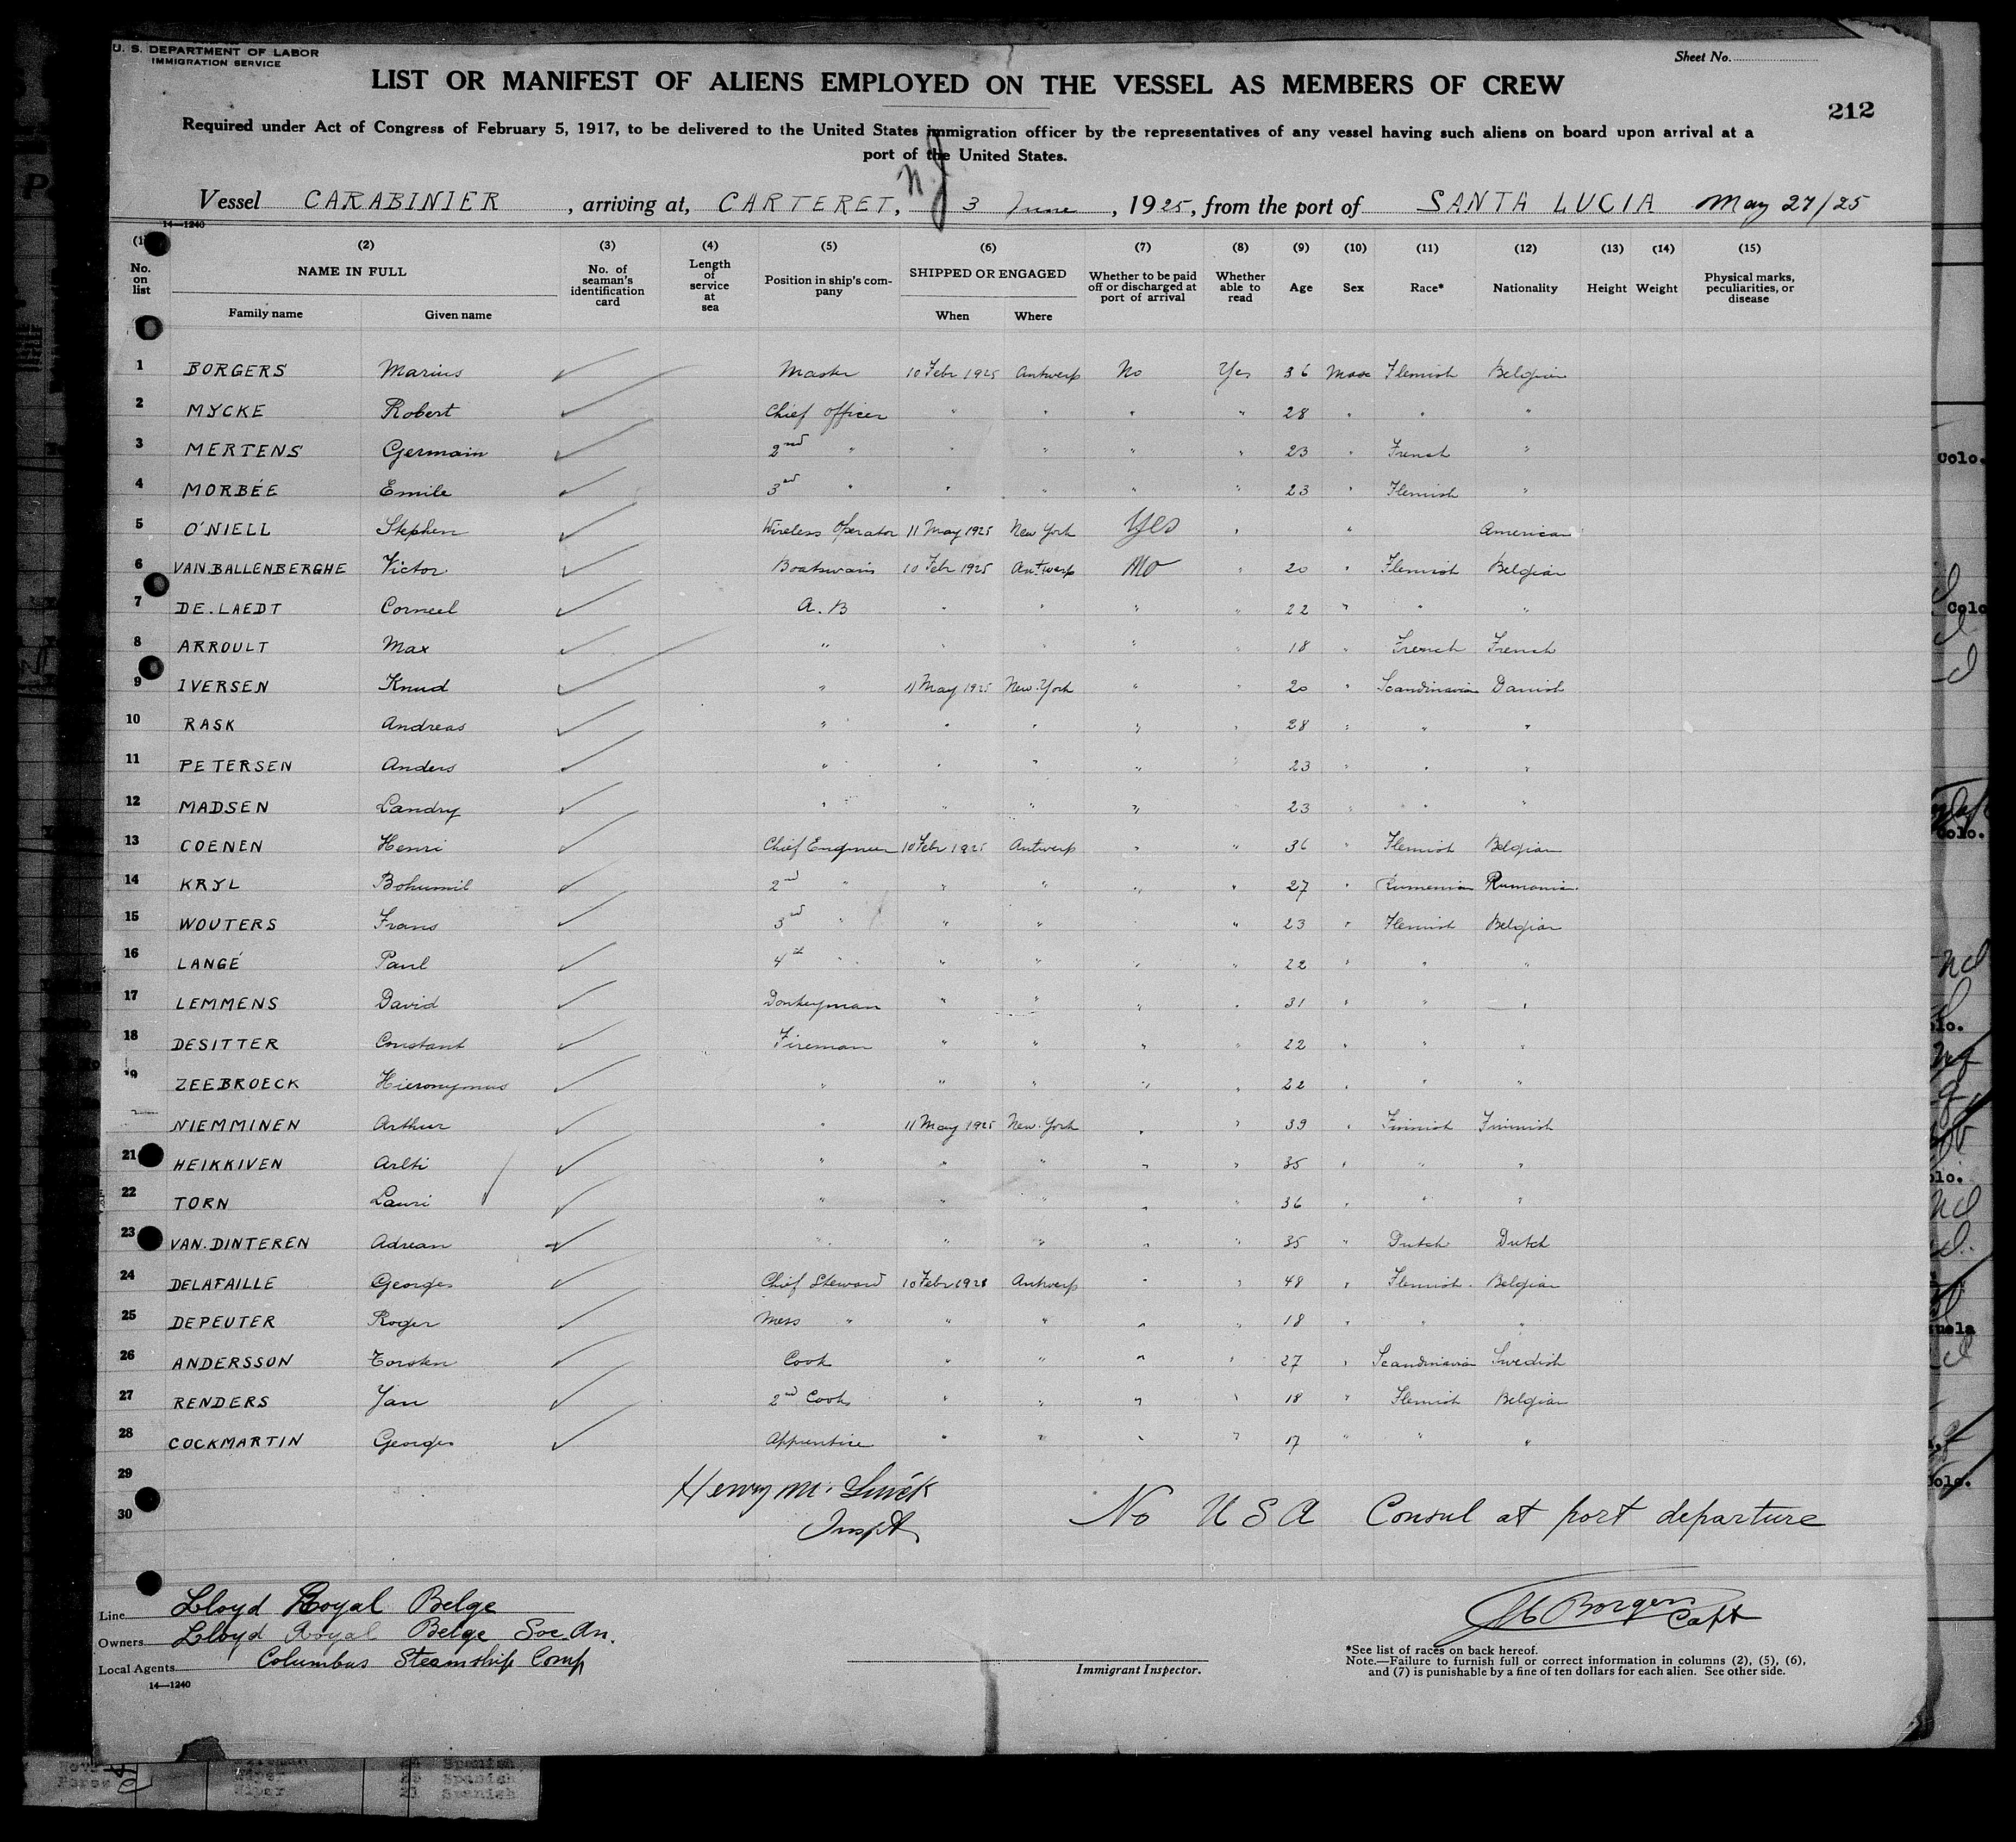 U. S. DEPARTMENT OF LABOR
IMMIGRATION SERVICE
Sheet No.
LIST OR MANIFEST OF ALIENS EMPLOYED ON THE VESSEL AS MEMBERS OF CREW
212
Required under Act of Congress of February 5, 1917, to be delivered to the United States immigration officer by the representatives of any vessel having such aliens on board upon arrival at a
port of the United States.
N.J
Vessel CARABINIER, arriving at, CARTERET, 3 June, 1925, from the port of SANTA LUCIA May 27/25
14—1240
(1) (2) (3) (4) (5) (6) (7) (8) (9) (10) (11) (12) (13) (14) (15)
No. on list NAME IN FULL Family name Given name No. of seaman's identification card Length of service at sea Position in ship's company SHIPPED OR ENGAGED When Where Whether to be paid off or discharged at port of arrival Whether able to read Age Sex Race* Nationality Height Weight Physical marks, peculiarities, or disease
1 BORGERS Marius Master 10 Febr 1925 Antwerp No Yes 36 Flemish Belgian
2 MYCKE Robert Chief officer " " " " 28 " " "
3 MERTENS Germain 2nd " " " " " 23 " French "
4 MORBÉE Emile 3rd " " " " " 23 " Flemish "
5 O'NIELL Stephen Wireless Operator 11 May 1925 New York Yes " " American
6 VAN BALLENBERGHE Victor Boatswain 10 Febr 1925 Antwerp No " 20 " Flemish Belgian
7 DE.LAEDT Corneel A.B " " " " 22 " " "
8 ARROULT Max " " " " " 18 " French French
9 IVERSEN Knud " 11 May 1925 New York " " 20 " Scandinavian Danish
10 RASK Andreas " " " " " 28 " " "
11 PETERSEN Anders " " " " " 23 " " "
12 MADSEN Landry " " " " " 23 " " "
13 COENEN Henri Chief Engineer 10 Febr 1925 Antwerp " " 36 " Flemish Belgian
14 KRYL Bohumil 2nd " " " " " 27 " Rumenian Rumanian
15 WOUTERS Frans 3rd " " " " 23 " Flemish Belgian
16 LANGÉ Paul 4th " " " " " 22 " " "
17 LEMMENS David Donkeyman " " " " 31 " " "
18 DESITTER Constant Fireman " " " " 22 " " "
19 ZEEBROECK Hieronymus " " " " " 22 " " "
NIEMMINEN Arthur " 11 May 1925 New York " " 39 " Finnish Finnish
21 HEIKKIVEN Arlti " " " " " 35 " " "
22 TORN Lauri " " " " " 36 " " "
23 VAN.DINTEREN Adrean " " " " " 35 " Dutch Dutch
24 DELAFAILLE Georges Chief Steward 10 Febr 1925 Antwerp " " 48 " Flemish Belgian
25 DEPEUTER Roger Mess " " " " " 18 " " "
26 ANDERSSON Torsten Cook " " " " 27 " Scandinavian Swedish
27 RENDERS Jan 2nd Cook " " " " 18 " Flemish Belgian
28 COCKMARTIN Georges Apprentice " " " " 17 " " "
29
30
Henry M.
Inspt
No USA Consul at port departure
Line Lloyd Royal Belge
Owners Lloyd Royal Belge Soc An.
Local Agents Columbus Steamship Comp
14—1240
Immigrant Inspector.
Borgers Capt
*See list of races on back hereof.
Note.—Failure to furnish full or correct information in columns (2), (5), (6),
and (7) is punishable by a fine of ten dollars for each alien. See other side.